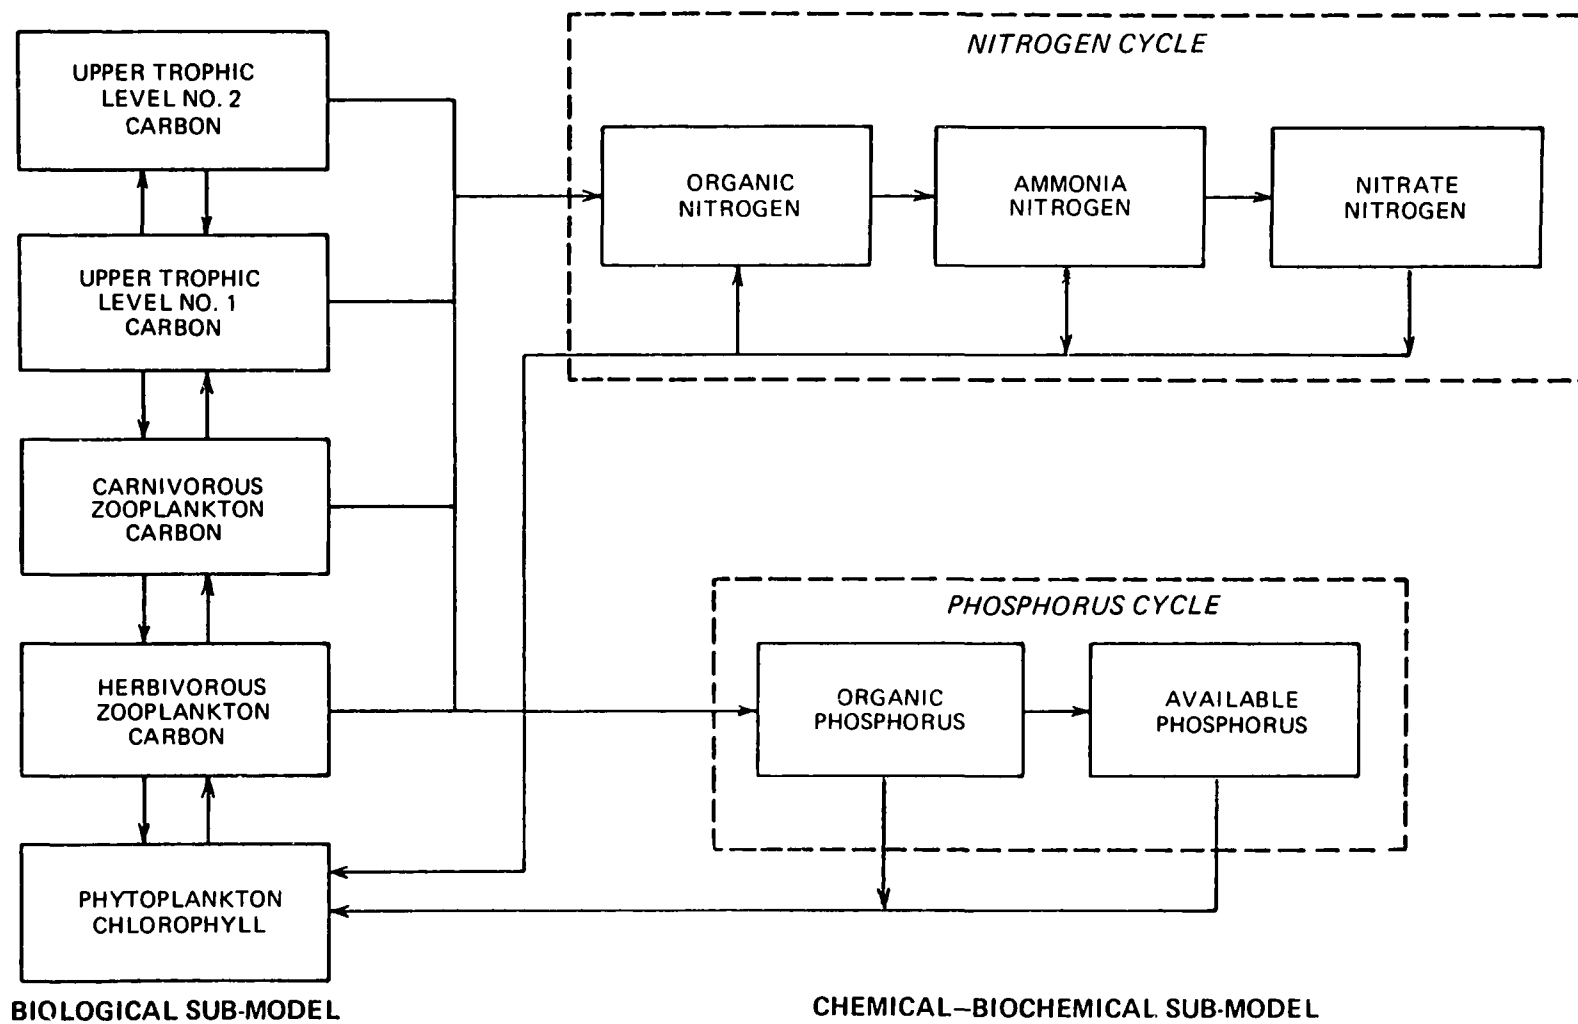 UPPER TROPHIC
LEVEL NO. 2
CARBON
UPPER TROPHIC
LEVEL NO. 1
CARBON
CARNIVOROUS
ZOOPLANKTON
CARBON
HERBIVOROUS
ZOOPLANKTON
CARBON
PHYTOPLANKTON
CHLOROPHYLL
BIOLOGICAL SUB-MODEL
NITROGEN CYCLE
ORGANIC
NITROGEN
AMMONIA
NITROGEN
NITRATE
NITROGEN
PHOSPHORUS CYCLE
ORGANIC
PHOSPHORUS
AVAILABLE
PHOSPHORUS
CHEMICAL–BIOCHEMICAL SUB-MODEL